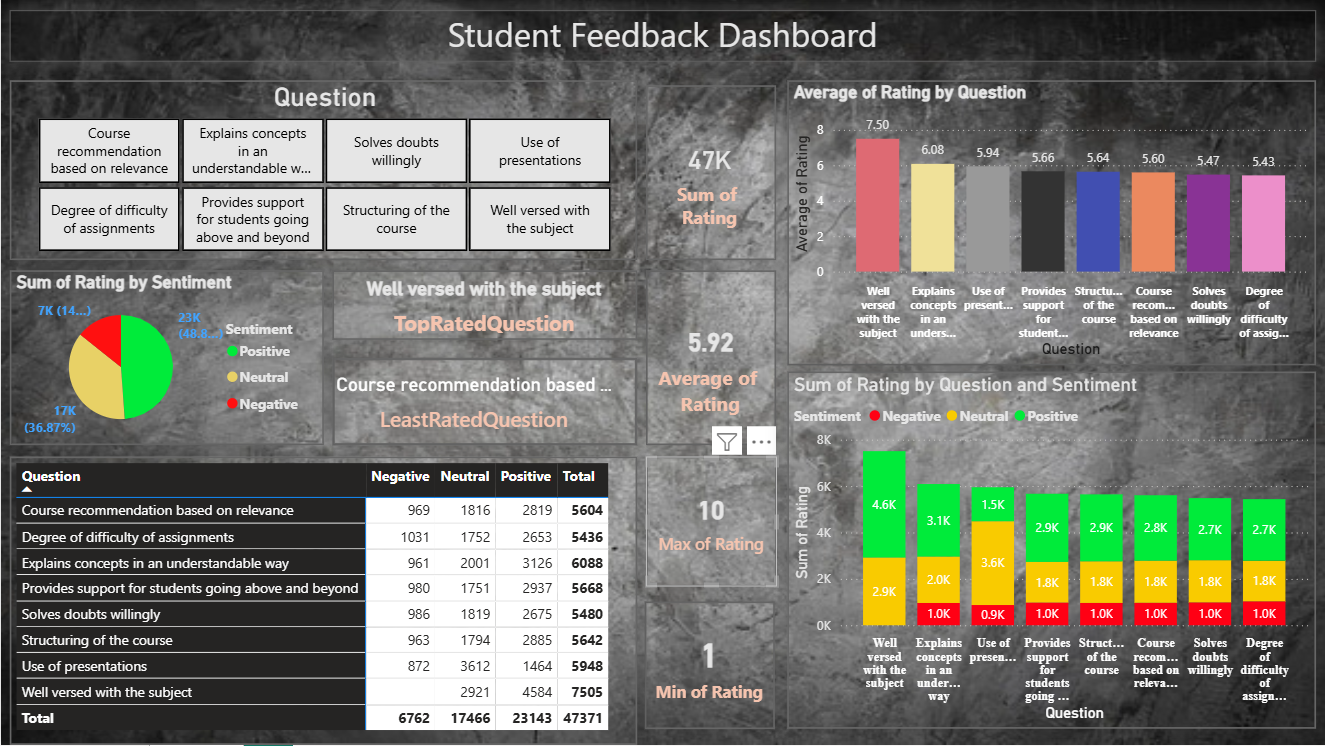 Student Feedback Dashboard
Question
Course
recommendation
based on relevance
Explains concepts
in an
understandable w...
Solves doubts
willingly
Use of
presentations
Degree of difficulty
of assignments
Provides support
for students going
above and beyond
Structuring of the
course
Well versed with
the subject
47K
Sum of
Rating
Average of Rating by Question
Average of Rating
8
6
4
2
0
7.50
6.08
5.94
5.66
5.64
5.60
5.47
5.43
Well
versed
with the
subject
Explains
concepts
in an
unders...
Use of
present...
Provides
support
for
student...
Structu...
of the
course
Course
recom...
based on
relevance
Solves
doubts
willingly
Degree
of
difficulty
of assig...
Question
Sum of Rating by Sentiment
7K (14...)
23K
(48.8...)
17K
(36.87%)
Sentiment
Positive
Neutral
Negative
Well versed with the subject
TopRatedQuestion
Course recommendation based ...
LeastRatedQuestion
5.92
Average of
Rating
10
Max of Rating
1
Min of Rating
Sum of Rating by Question and Sentiment
Sentiment Negative Neutral Positive
Sum of Rating
8K
6K
4K
2K
0K
4.6K
2.9K
3.1K
2.0K
1.0K
1.5K
3.6K
0.9K
2.9K
1.8K
1.0K
2.9K
1.8K
1.0K
2.8K
1.8K
1.0K
2.7K
1.8K
1.0K
2.7K
1.8K
1.0K
Well
versed
with the
subject
Explains
concepts
in an
under...
way
Use of
presen...
Provides
support
for
students
going ...
Struct...
of the
course
Course
recom...
based on
releva...
Solves
doubts
willingly
Degree
of
difficulty
of
assign...
Question
Question Negative Neutral Positive Total
Course recommendation based on relevance 969 1816 2819 5604
Degree of difficulty of assignments 1031 1752 2653 5436
Explains concepts in an understandable way 961 2001 3126 6088
Provides support for students going above and beyond 980 1751 2937 5668
Solves doubts willingly 986 1819 2675 5480
Structuring of the course 963 1794 2885 5642
Use of presentations 872 3612 1464 5948
Well versed with the subject 2921 4584 7505
Total 6762 17466 23143 47371